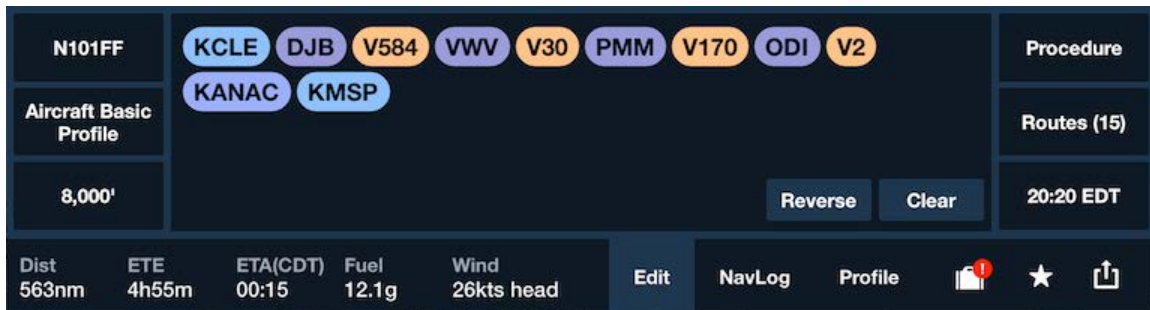 N101FF
Aircraft Basic
Profile
8,000'
KCLE DJB V584 VWV V30 PMM V170 ODI V2
KANAC KMSP
Reverse Clear
Procedure
Routes (15)
20:20 EDT
Dist ETE ETA(CDT) Fuel Wind
563nm 4h55m 00:15 12.1g 26kts head
Edit NavLog Profile !